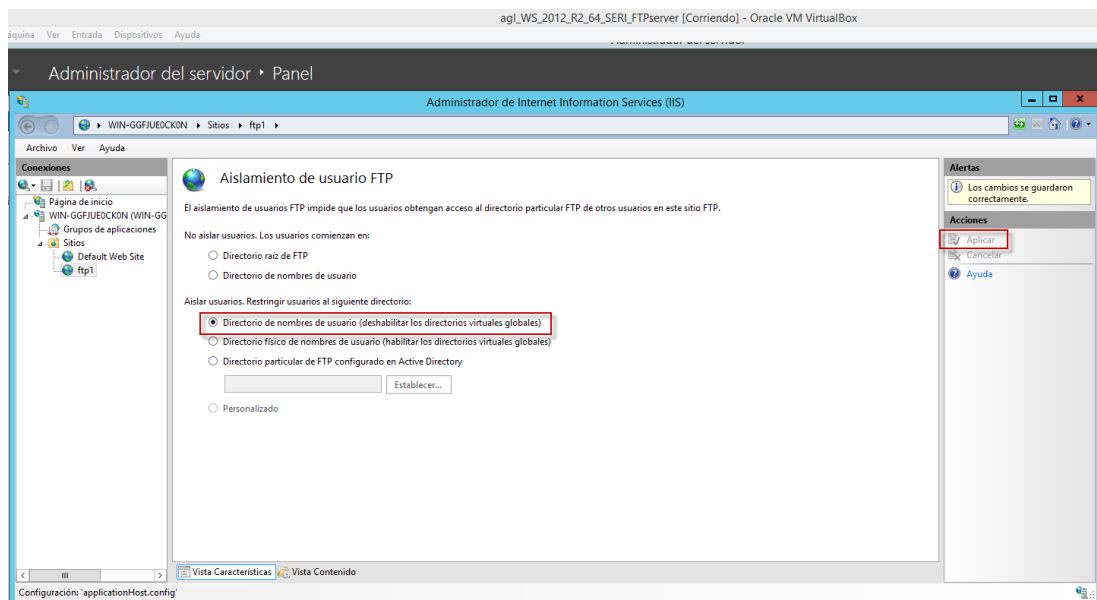 agl_WS_2012_R2_64_SERI_FTPserver [Corriendo] - Oracle VM VirtualBox
áquina Ver Entrada Dispositivos Ayuda
Administrador del servidor
Administrador del servidor ‣ Panel
Administrador de Internet Information Services (IIS)
WIN-GGFJUE0CK0N ‣ Sitios ‣ ftp1 ‣
Archivo Ver Ayuda
Conexiones
Página de inicio
WIN-GGFJUE0CK0N (WIN-GG
Grupos de aplicaciones
Sitios
Default Web Site
ftp1
Aislamiento de usuario FTP
El aislamiento de usuarios FTP impide que los usuarios obtengan acceso al directorio particular FTP de otros usuarios en este sitio FTP.
No aislar usuarios. Los usuarios comienzan en:
Directorio raíz de FTP
Directorio de nombres de usuario
Aislar usuarios. Restringir usuarios al siguiente directorio:
Directorio de nombres de usuario (deshabilitar los directorios virtuales globales)
Directorio físico de nombres de usuario (habilitar los directorios virtuales globales)
Directorio particular de FTP configurado en Active Directory
Establecer...
Personalizado
Alertas
Los cambios se guardaron
correctamente.
Acciones
Aplicar
Cancelar
Ayuda
Vista Características Vista Contenido
Configuración: 'applicationHost.config'